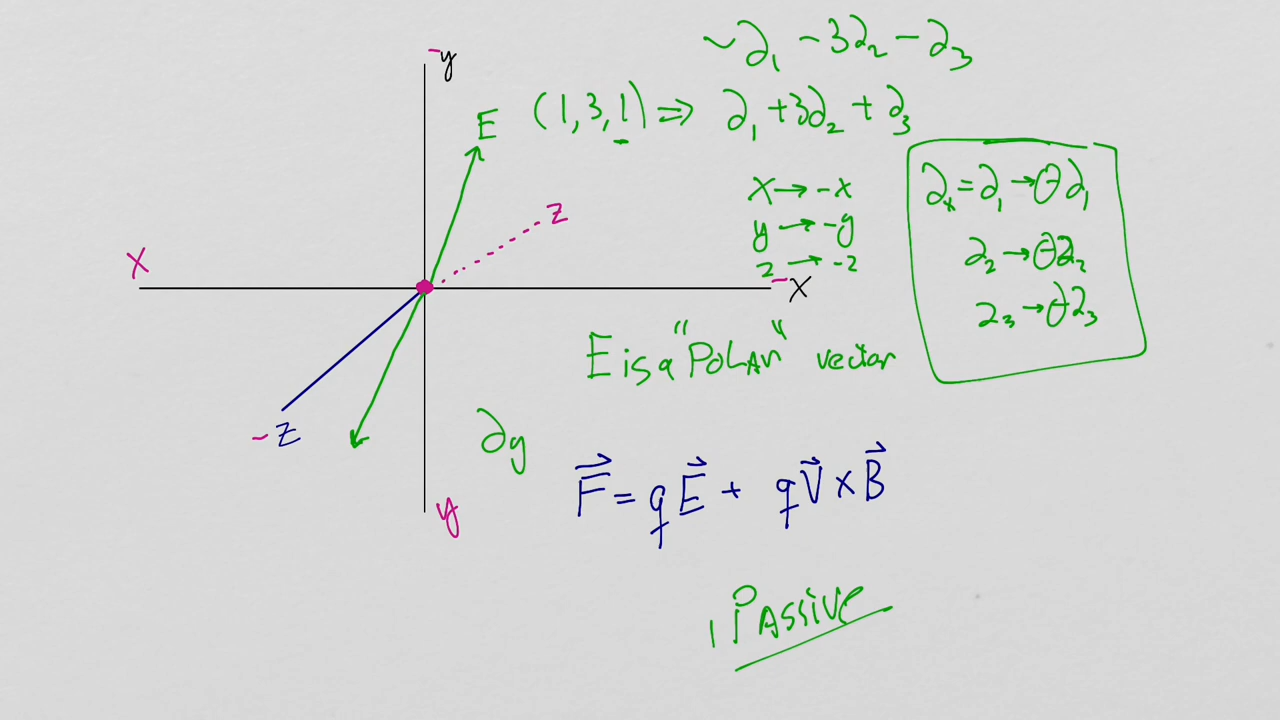 -∂₁ - 3∂₂ - ∂₃
-y
E (1,3,1) ⇒ ∂₁ + 3∂₂ + ∂₃
∂ₓ = ∂₁ → ⊖∂₁
x → -x
z
y → -y
∂₂ → ⊖∂₂
X
z → -z
-X
∂₃ → ⊖∂₃
E is a "PoLAr" vector
-Z
∂y
F⃗ = qE⃗ + qV⃗ × B⃗
y
PASSivE